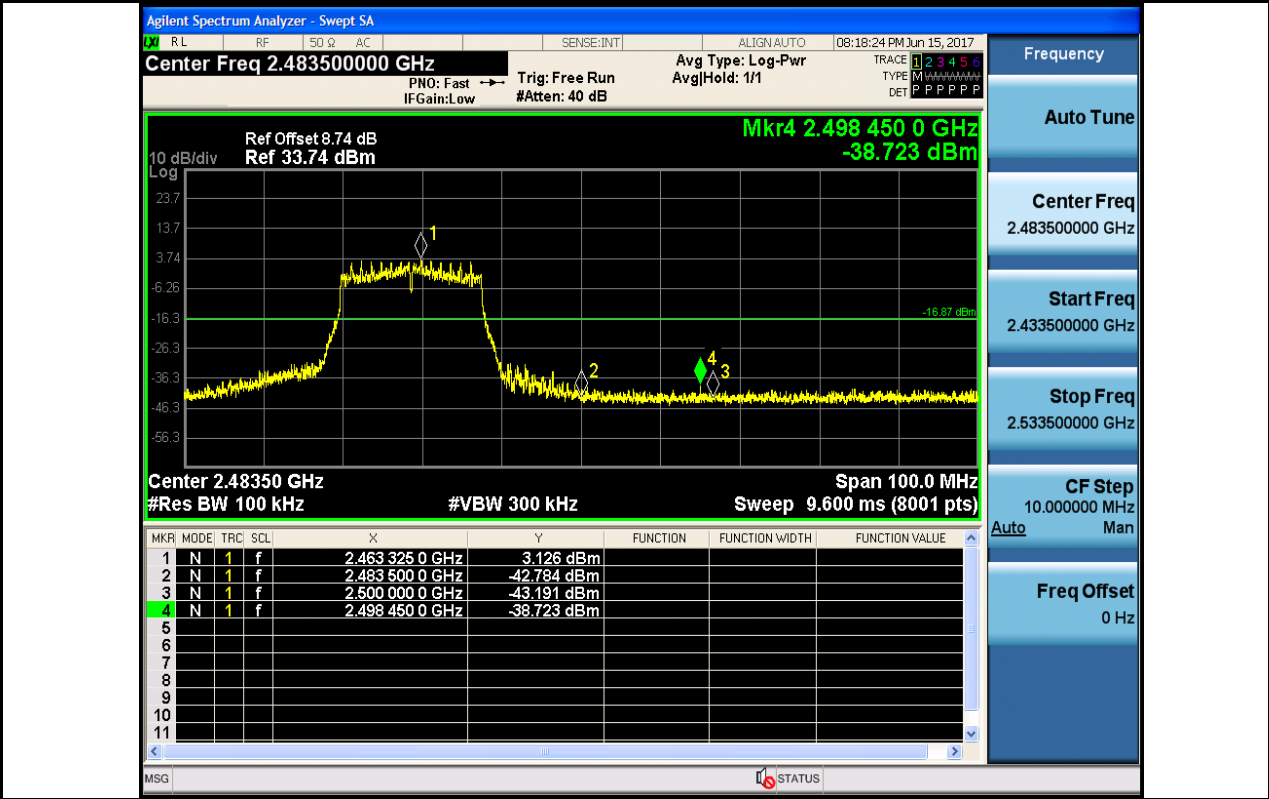 Agilent Spectrum Analyzer - Swept SA
LXI RL RF 50 Ω AC SENSE:INT ALIGN AUTO 08:18:24 PM Jun 15, 2017
Center Freq 2.483500000 GHz
PNO: Fast
IFGain:Low
Trig: Free Run
#Atten: 40 dB
Avg Type: Log-Pwr
Avg|Hold: 1/1
TRACE 1 2 3 4 5 6
TYPE M
DET P P P P P P
Mkr4 2.498 450 0 GHz
-38.723 dBm
Ref Offset 8.74 dB
10 dB/div Ref 33.74 dBm
Log
23.7
13.7
3.74
-6.26
-16.3
-26.3
-36.3
-46.3
-56.3
1
-16.87 dBm
2
4
3
Center 2.48350 GHz Span 100.0 MHz
#Res BW 100 kHz #VBW 300 kHz Sweep 9.600 ms (8001 pts)
MKR MODE TRC SCL X Y FUNCTION FUNCTION WIDTH FUNCTION VALUE
1 N 1 f 2.463 325 0 GHz 3.126 dBm
2 N 1 f 2.483 500 0 GHz -42.784 dBm
3 N 1 f 2.500 000 0 GHz -43.191 dBm
4 N 1 f 2.498 450 0 GHz -38.723 dBm
5
6
7
8
9
10
11
MSG STATUS
Frequency
Auto Tune
Center Freq
2.483500000 GHz
Start Freq
2.433500000 GHz
Stop Freq
2.533500000 GHz
CF Step
10.000000 MHz
Auto Man
Freq Offset
0 Hz